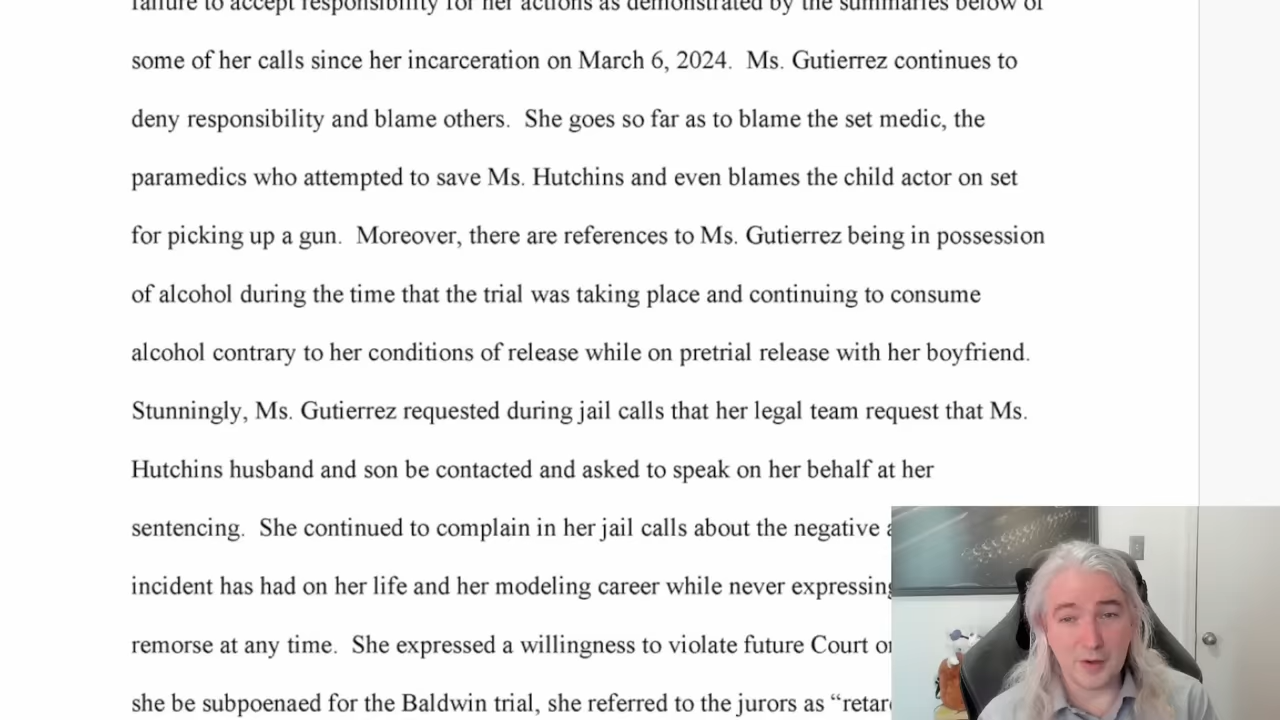 failure to accept responsibility for her actions as demonstrated by the summaries below of
some of her calls since her incarceration on March 6, 2024.  Ms. Gutierrez continues to
deny responsibility and blame others.  She goes so far as to blame the set medic, the
paramedics who attempted to save Ms. Hutchins and even blames the child actor on set
for picking up a gun.  Moreover, there are references to Ms. Gutierrez being in possession
of alcohol during the time that the trial was taking place and continuing to consume
alcohol contrary to her conditions of release while on pretrial release with her boyfriend.
Stunningly, Ms. Gutierrez requested during jail calls that her legal team request that Ms.
Hutchins husband and son be contacted and asked to speak on her behalf at her
sentencing.  She continued to complain in her jail calls about the negative
incident has had on her life and her modeling career while never expressing
remorse at any time.  She expressed a willingness to violate future Court
she be subpoenaed for the Baldwin trial, she referred to the jurors as “